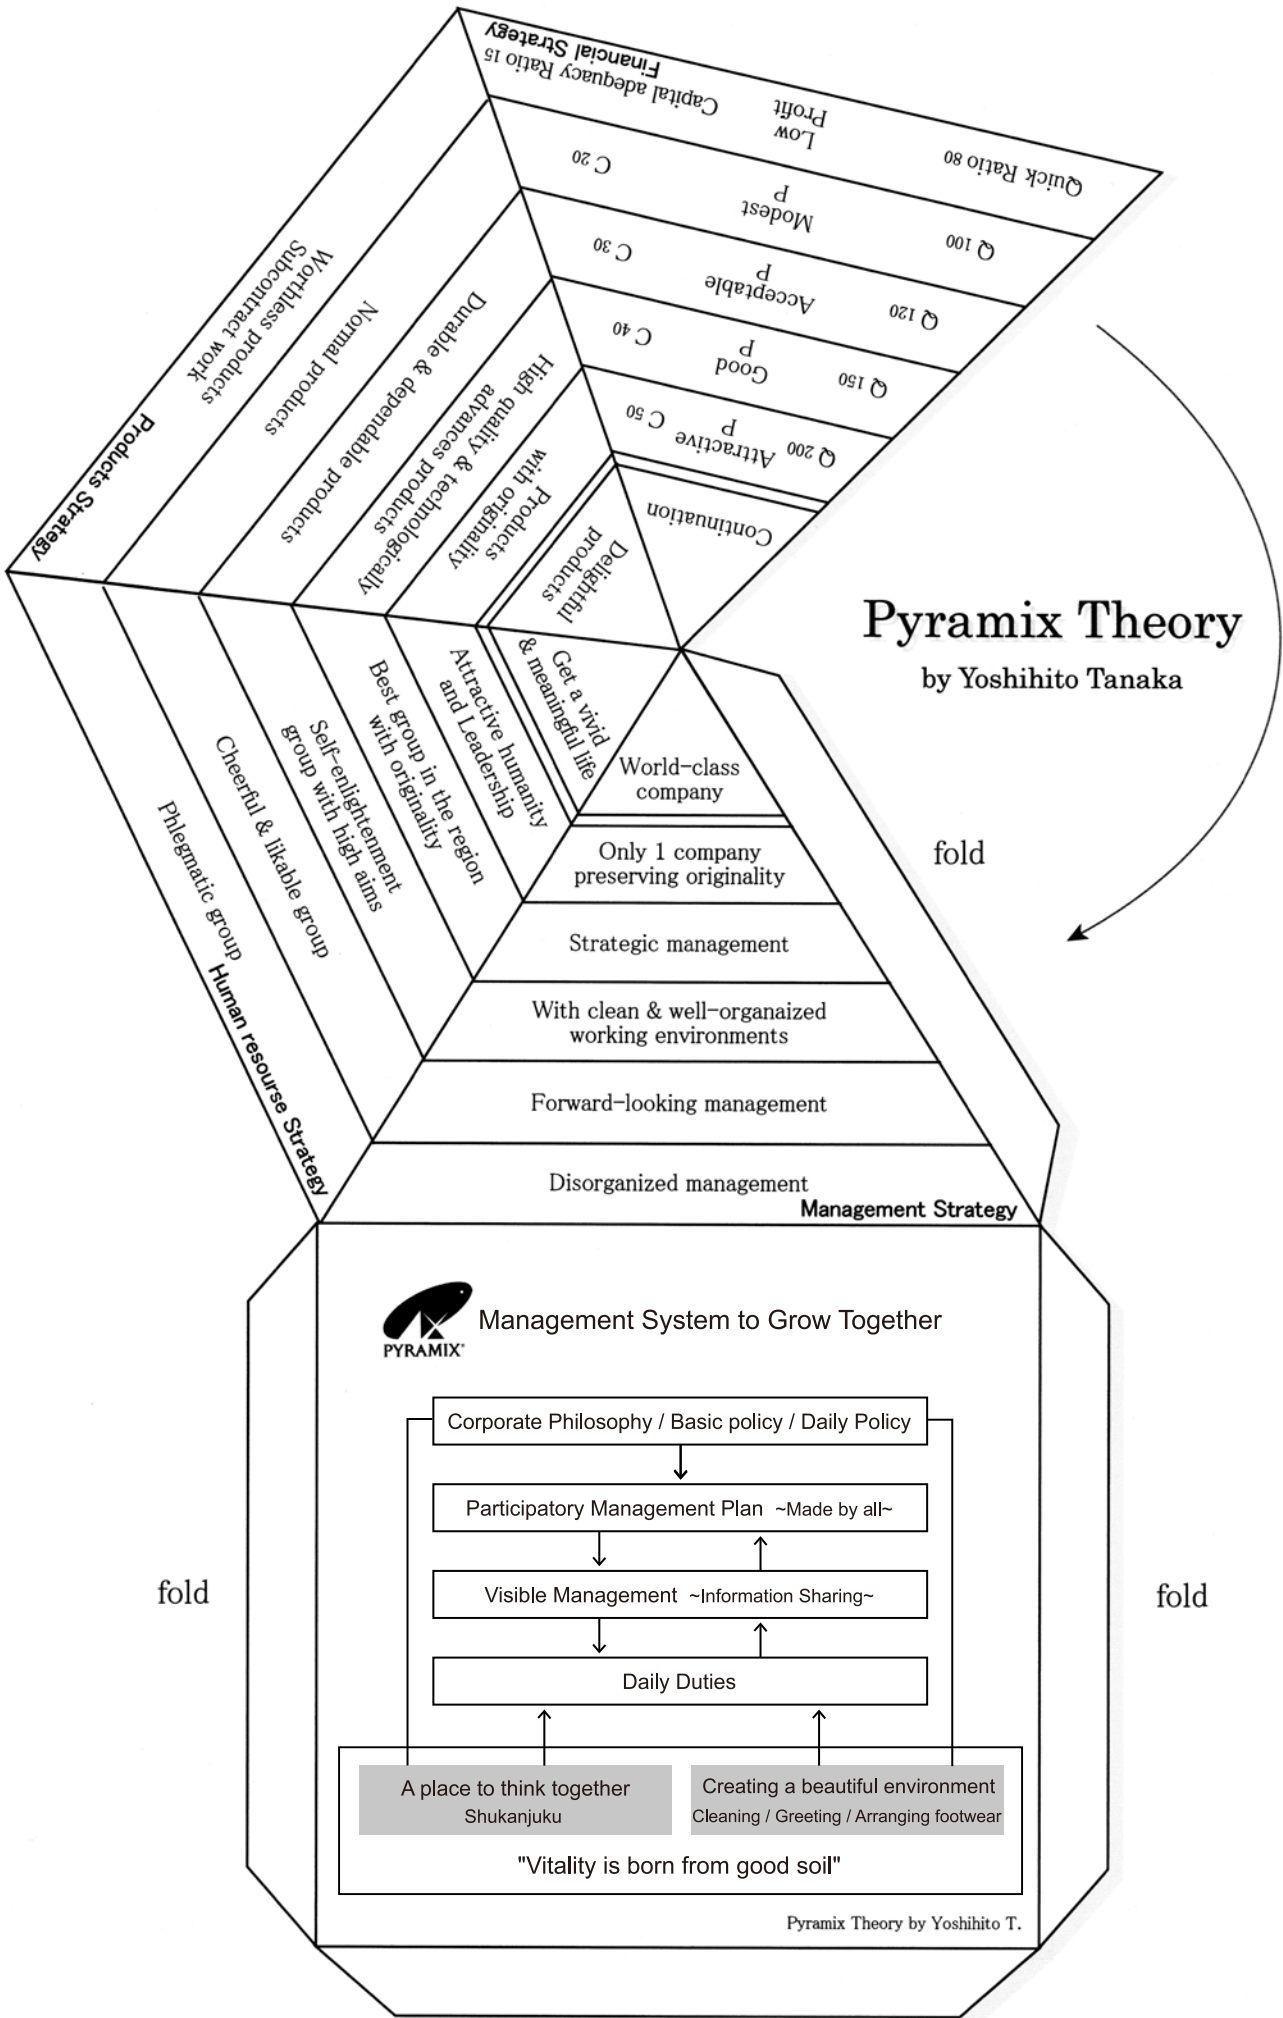 Financial Strategy
Capital adequacy Ratio 15
Low
Profit
Quick Ratio 80
C 20
Modest
P
Q 100
C 30
Acceptable
P
Q 120
C 40
Good
P
Q 150
C 50
Attractive
P
Q 200
Continuation
Products Strategy
Worthless products
Subcontract work
Normal products
Durable & dependable products
High quality & technologically
advances products
Products
with originality
Delightful
products
Pyramix Theory
by Yoshihito Tanaka
Get a vivid
& meaningful life
Attractive humanity
and Leadership
Best group in the region
with originality
Self-enlightenment
group with high aims
Cheerful & likable group
Phlegmatic group
Human resourse Strategy
World-class
company
Only 1 company
preserving originality
Strategic management
With clean & well-organaized
working environments
Forward-looking management
Disorganized management
Management Strategy
fold
PYRAMIX
Management System to Grow Together
Corporate Philosophy / Basic policy / Daily Policy
Participatory Management Plan ~Made by all~
Visible Management ~Information Sharing~
Daily Duties
fold
fold
A place to think together
Shukanjuku
Creating a beautiful environment
Cleaning / Greeting / Arranging footwear
"Vitality is born from good soil"
Pyramix Theory by Yoshihito T.